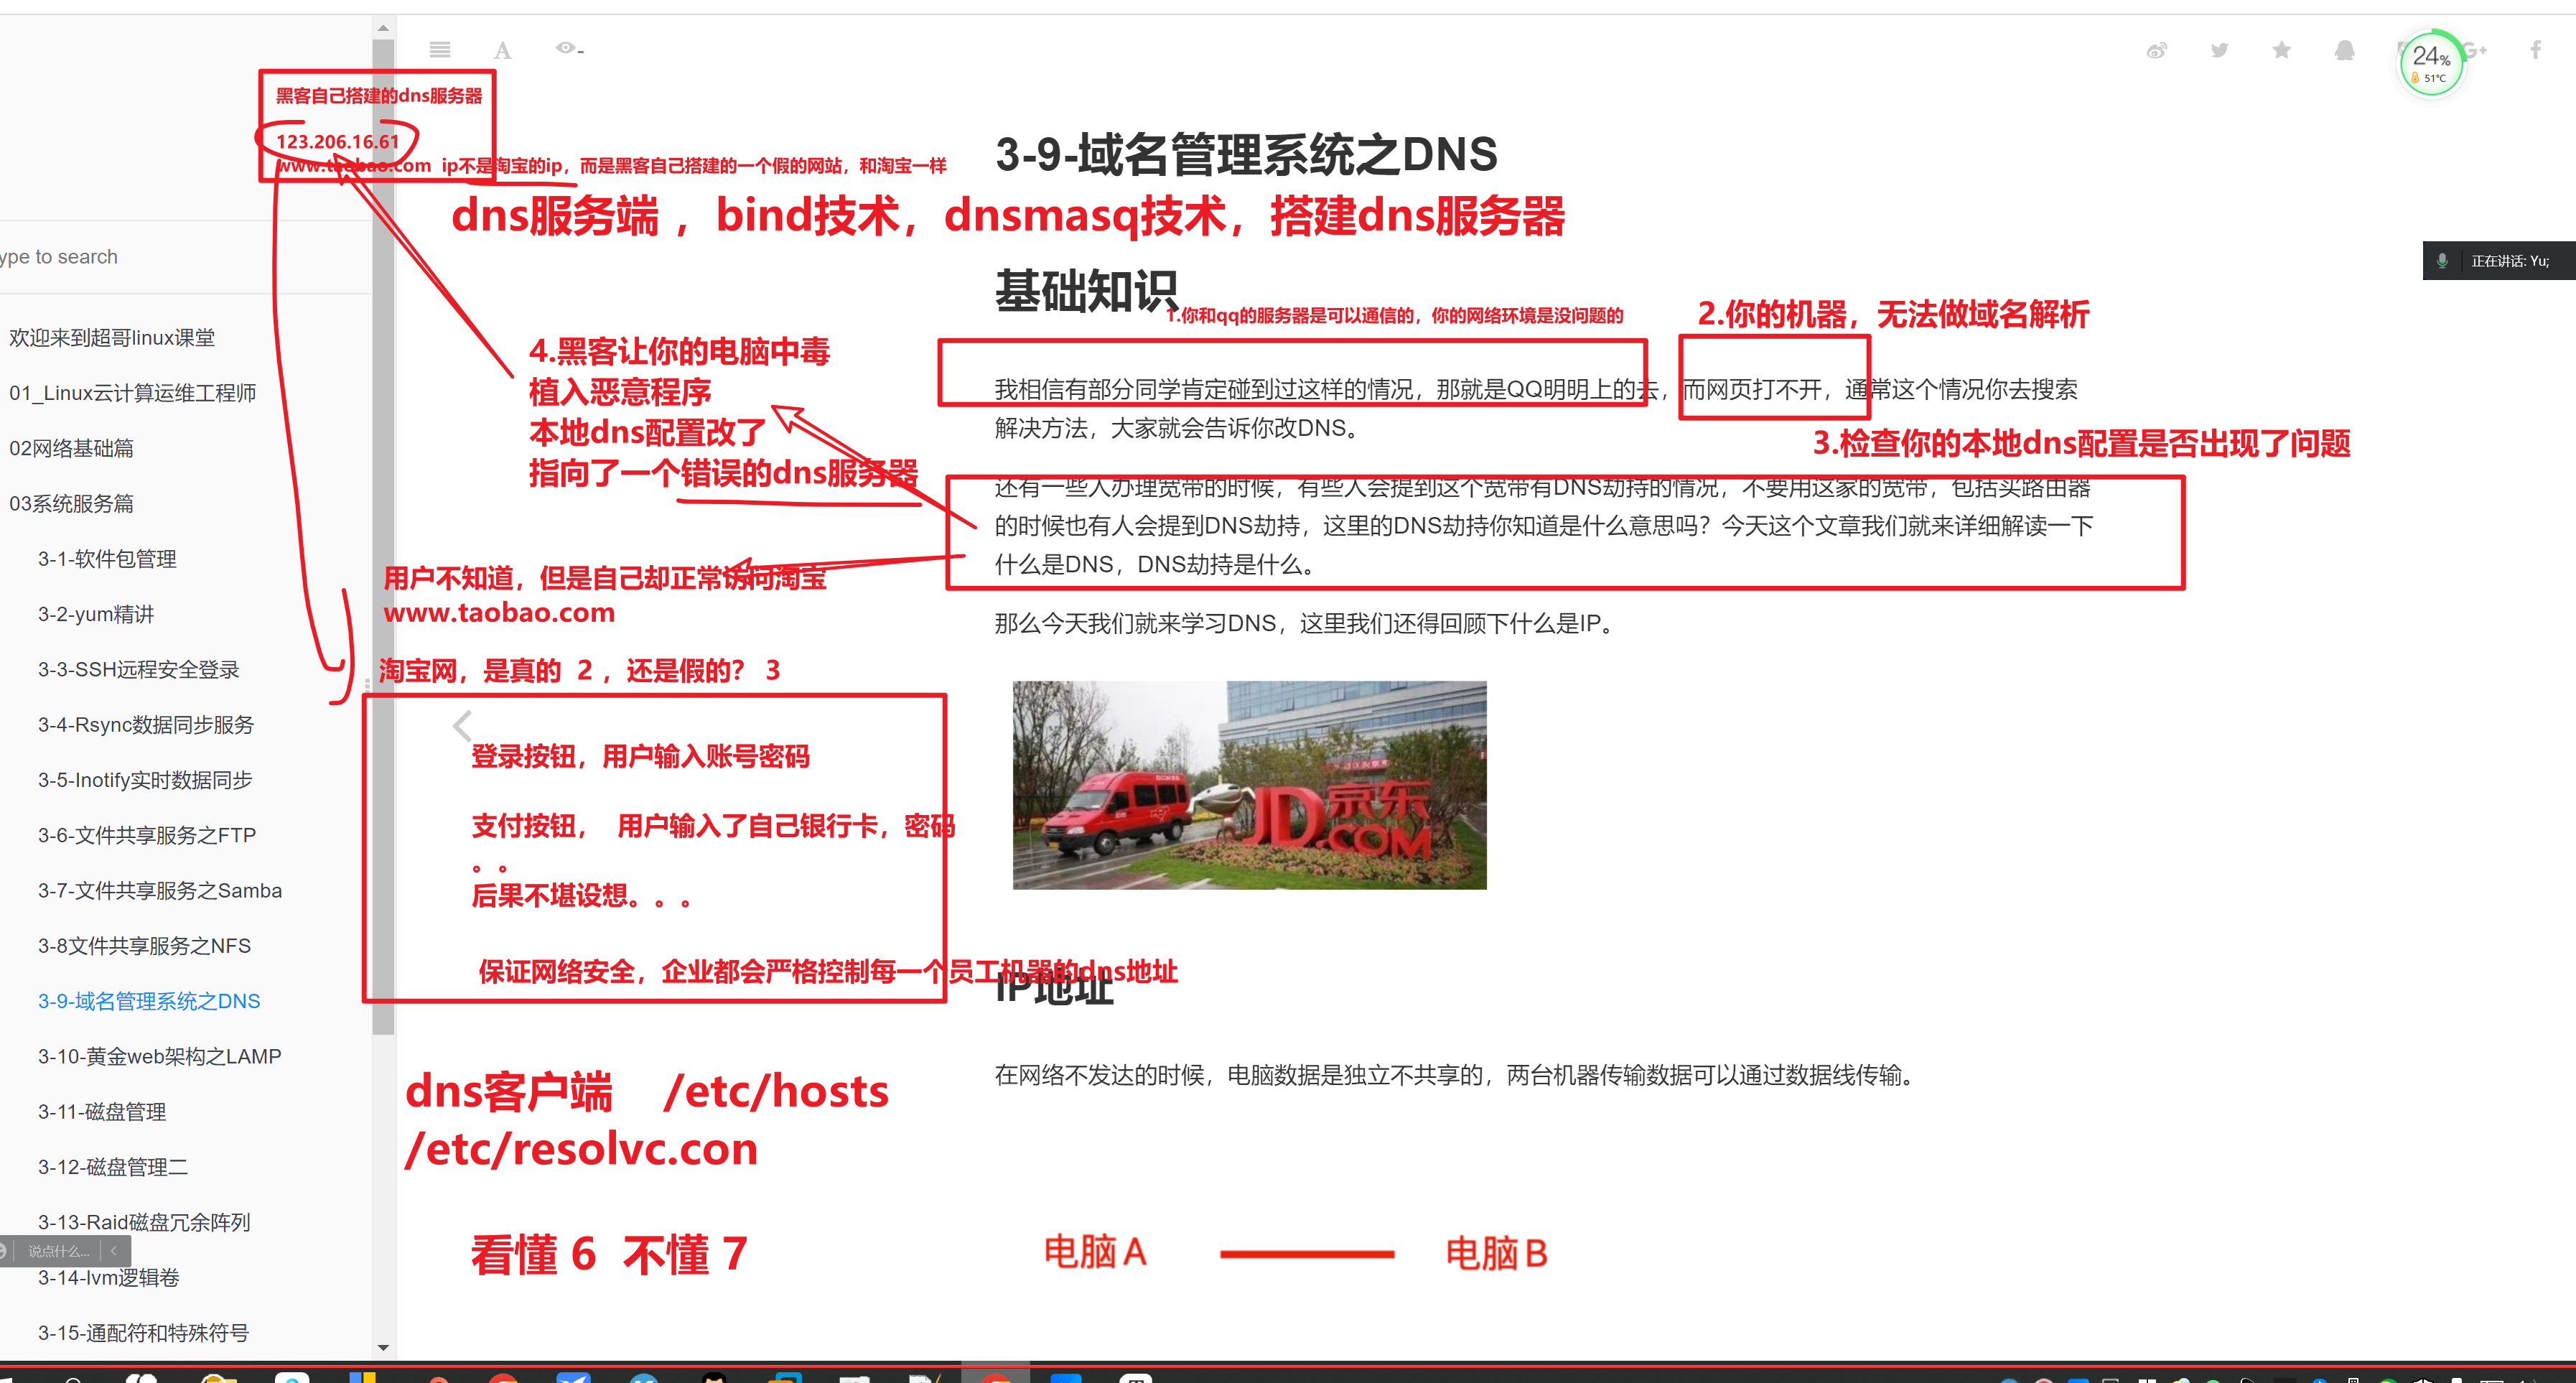 黑客自己搭建的dns服务器
123.206.16.61
www.taobao.com ip不是淘宝的ip，而是黑客自己搭建的一个假的网站，和淘宝一样
24%
51°C
3-9-域名管理系统之DNS
dns服务端 ，bind技术，dnsmasq技术，搭建dns服务器
ype to search
正在讲话: Yu;
基础知识
1.你和qq的服务器是可以通信的，你的网络环境是没问题的
2.你的机器，无法做域名解析
我相信有部分同学肯定碰到过这样的情况，那就是QQ明明上的去，而网页打不开，通常这个情况你去搜索
解决方法，大家就会告诉你改DNS。
3.检查你的本地dns配置是否出现了问题
4.黑客让你的电脑中毒
植入恶意程序
本地dns配置改了
指向了一个错误的dns服务器
还有一些人办理宽带的时候，有些人会提到这个宽带有DNS劫持的情况，不要用这家的宽带，包括买路由器
的时候也有人会提到DNS劫持，这里的DNS劫持你知道是什么意思吗？今天这个文章我们就来详细解读一下
什么是DNS，DNS劫持是什么。
用户不知道，但是自己却正常访问淘宝
www.taobao.com
那么今天我们就来学习DNS，这里我们还得回顾下什么是IP。
淘宝网，是真的 2 ，还是假的？ 3
登录按钮，用户输入账号密码
支付按钮， 用户输入了自己银行卡，密码
。。
后果不堪设想。。。
保证网络安全，企业都会严格控制每一个员工机器的dns地址
JD京东
.COM
IP地址
在网络不发达的时候，电脑数据是独立不共享的，两台机器传输数据可以通过数据线传输。
dns客户端 /etc/hosts
/etc/resolvc.con
看懂 6 不懂 7
电脑A
电脑B
欢迎来到超哥linux课堂
01_Linux云计算运维工程师
02网络基础篇
03系统服务篇
3-1-软件包管理
3-2-yum精讲
3-3-SSH远程安全登录
3-4-Rsync数据同步服务
3-5-Inotify实时数据同步
3-6-文件共享服务之FTP
3-7-文件共享服务之Samba
3-8文件共享服务之NFS
3-9-域名管理系统之DNS
3-10-黄金web架构之LAMP
3-11-磁盘管理
3-12-磁盘管理二
3-13-Raid磁盘冗余阵列
说点什么...
3-14-lvm逻辑卷
3-15-通配符和特殊符号